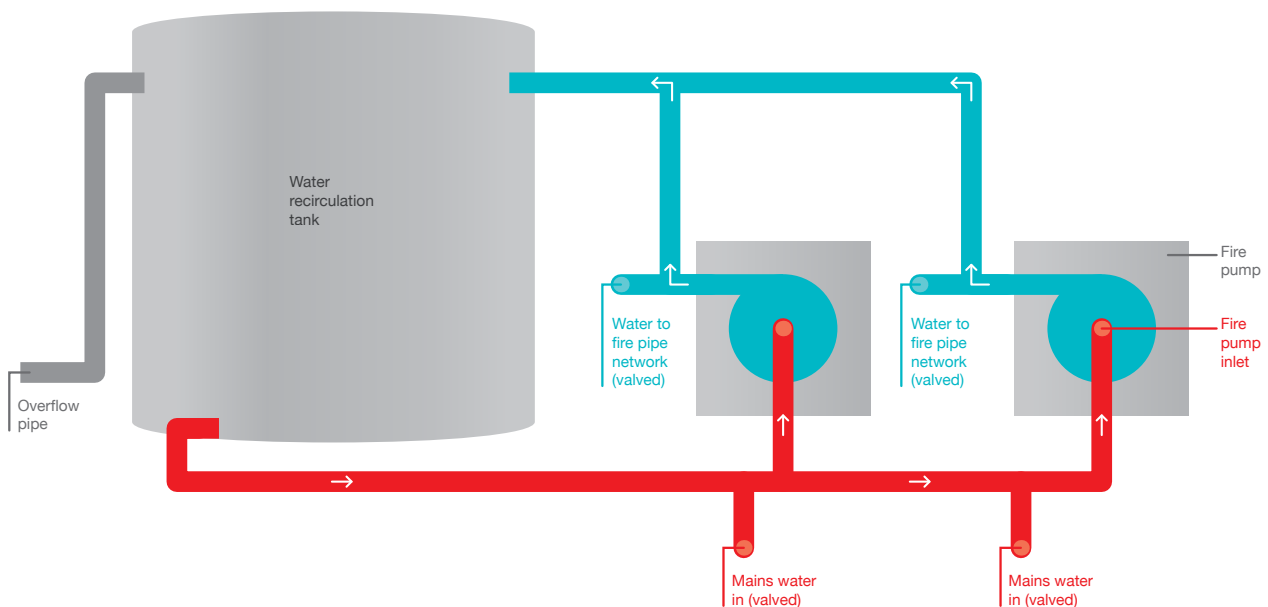 Water
recirculation
tank
Overflow
pipe
Water to
fire pipe
network
(valved)
Water to
fire pipe
network
(valved)
Fire
pump
Fire
pump
inlet
Mains water
in (valved)
Mains water
in (valved)